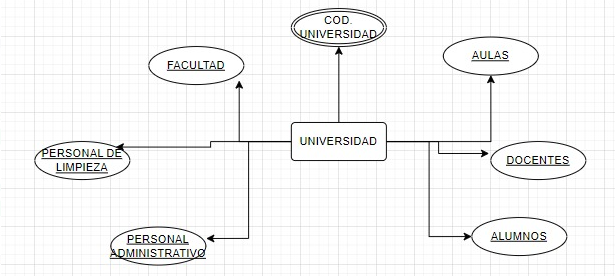 COD.
UNIVERSIDAD
FACULTAD
AULAS
UNIVERSIDAD
PERSONAL DE
LIMPIEZA
DOCENTES
PERSONAL
ADMINISTRATIVO
ALUMNOS